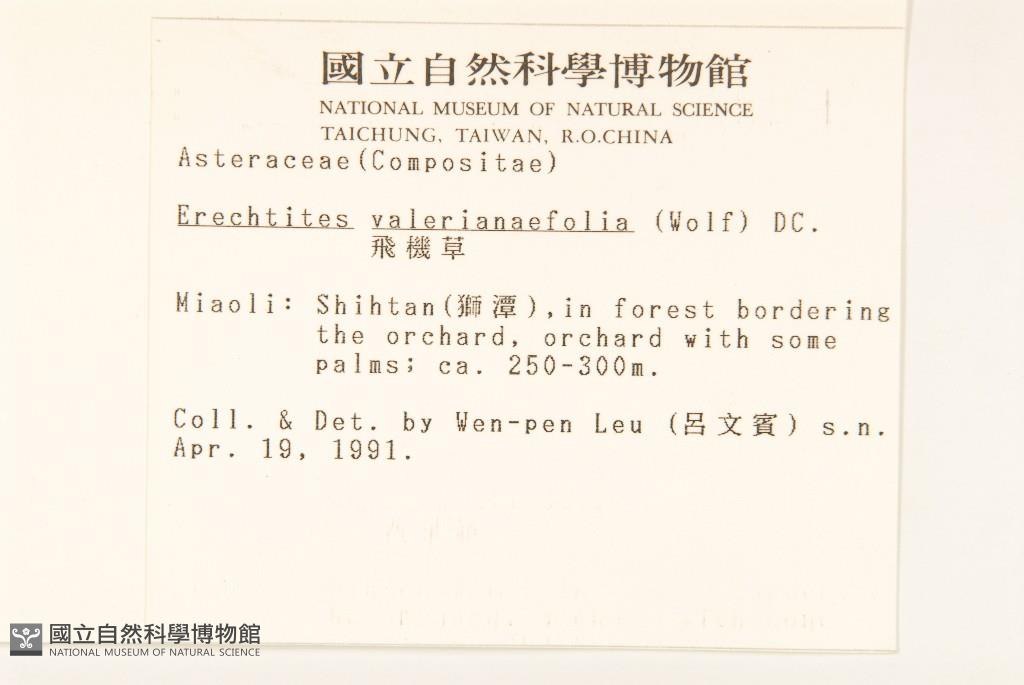 國立自然科學博物館
NATIONAL MUSEUM OF NATURAL SCIENCE
TAICHUNG, TAIWAN, R.O.CHINA
Asteraceae(Compositae)
Erechtites valerianaefolia (Wolf) DC.
飛機草
Miaoli: Shihtan(獅潭),in forest bordering
the orchard, orchard with some
palms; ca. 250-300m.
Coll. & Det. by Wen-pen Leu (呂文賓) s.n.
Apr. 19, 1991.
國立自然科學博物館
NATIONAL MUSEUM OF NATURAL SCIENCE